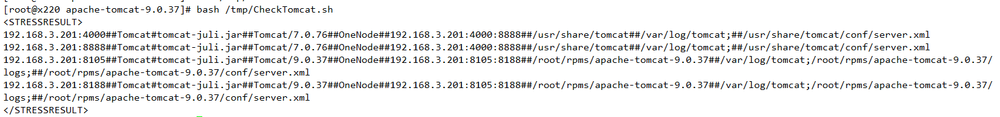 [root@x220 apache-tomcat-9.0.37]# bash /tmp/CheckTomcat.sh
<STRESSRESULT>
192.168.3.201:4000##Tomcat#tomcat-juli.jar##Tomcat/7.0.76##OneNode##192.168.3.201:4000:8888##/usr/share/tomcat##/var/log/tomcat;##/usr/share/tomcat/conf/server.xml
192.168.3.201:8888##Tomcat#tomcat-juli.jar##Tomcat/7.0.76##OneNode##192.168.3.201:4000:8888##/usr/share/tomcat##/var/log/tomcat;##/usr/share/tomcat/conf/server.xml
192.168.3.201:8105##Tomcat#tomcat-juli.jar##Tomcat/9.0.37##OneNode##192.168.3.201:8105:8188##/root/rpms/apache-tomcat-9.0.37##/var/log/tomcat;/root/rpms/apache-tomcat-9.0.37/
logs;##/root/rpms/apache-tomcat-9.0.37/conf/server.xml
192.168.3.201:8188##Tomcat#tomcat-juli.jar##Tomcat/9.0.37##OneNode##192.168.3.201:8105:8188##/root/rpms/apache-tomcat-9.0.37##/var/log/tomcat;/root/rpms/apache-tomcat-9.0.37/
logs;##/root/rpms/apache-tomcat-9.0.37/conf/server.xml
</STRESSRESULT>